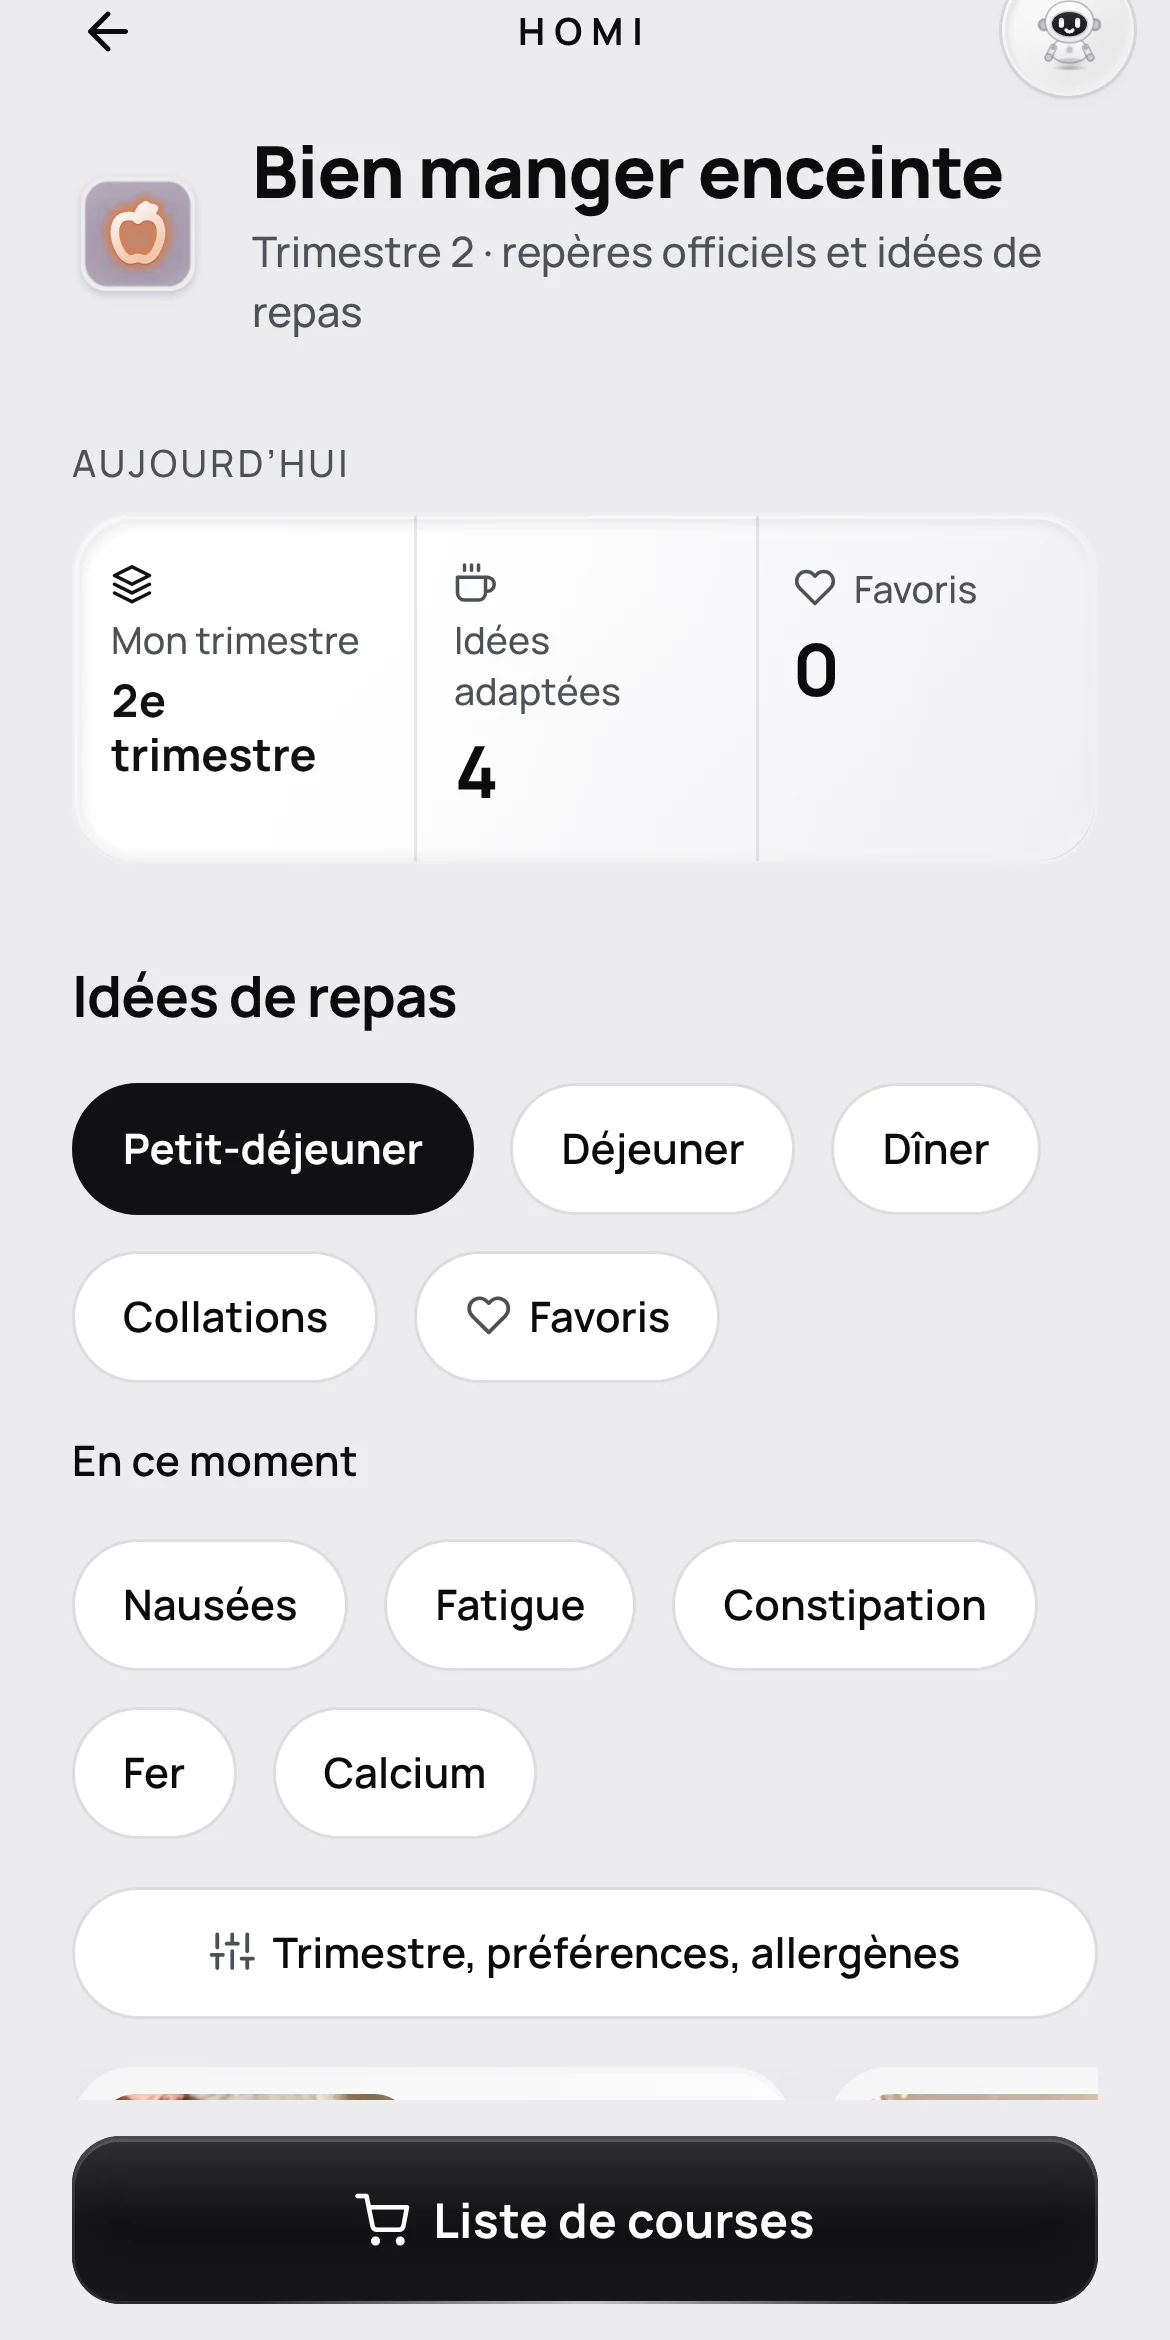 HOMI
Bien manger enceinte
Trimestre 2 · repères officiels et idées de
repas
AUJOURD’HUI
Mon trimestre
2e
trimestre
Idées
adaptées
4
Favoris
0
Idées de repas
Petit-déjeuner
Déjeuner
Dîner
Collations
Favoris
En ce moment
Nausées
Fatigue
Constipation
Fer
Calcium
Trimestre, préférences, allergènes
Liste de courses